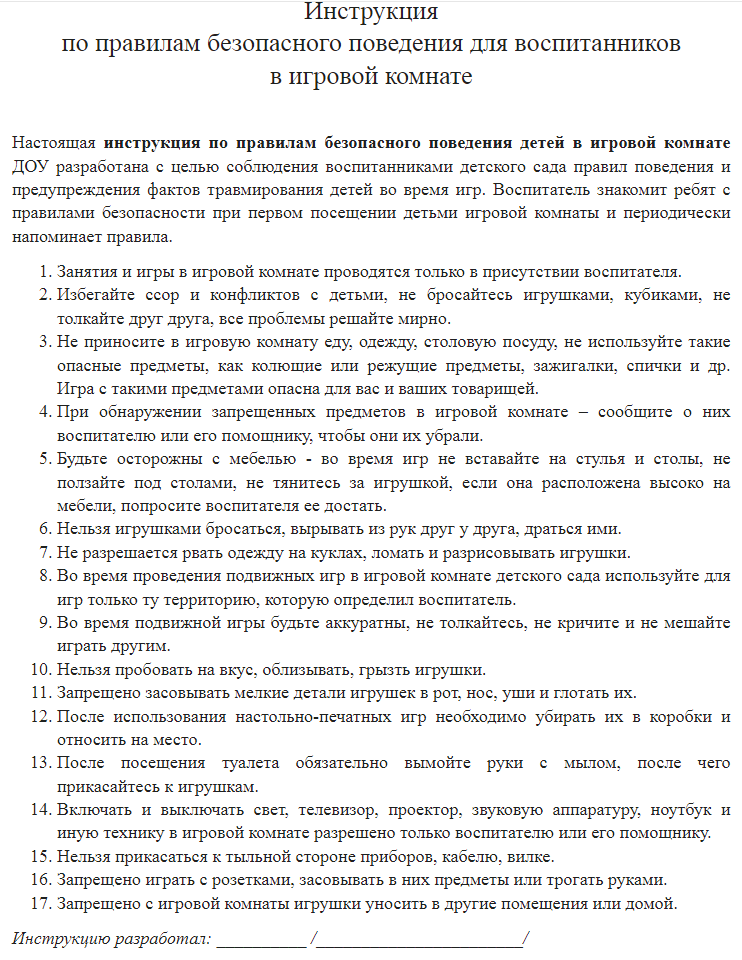 Инструкция
по правилам безопасного поведения для воспитанников
в игровой комнате
Настоящая инструкция по правилам безопасного поведения детей в игровой комнате
ДОУ разработана с целью соблюдения воспитанниками детского сада правил поведения и
предупреждения фактов травмирования детей во время игр. Воспитатель знакомит ребят с
правилами безопасности при первом посещении детьми игровой комнаты и периодически
напоминает правила.
1. Занятия и игры в игровой комнате проводятся только в присутствии воспитателя.
2. Избегайте ссор и конфликтов с детьми, не бросайтесь игрушками, кубиками, не
толкайте друг друга, все проблемы решайте мирно.
3. Не приносите в игровую комнату еду, одежду, столовую посуду, не используйте такие
опасные предметы, как колющие или режущие предметы, зажигалки, спички и др.
Игра с такими предметами опасна для вас и ваших товарищей.
4. При обнаружении запрещенных предметов в игровой комнате – сообщите о них
воспитателю или его помощнику, чтобы они их убрали.
5. Будьте осторожны с мебелью - во время игр не вставайте на стулья и столы, не
ползайте под столами, не тянитесь за игрушкой, если она расположена высоко на
мебели, попросите воспитателя ее достать.
6. Нельзя игрушками бросаться, вырывать из рук друг у друга, драться ими.
7. Не разрешается рвать одежду на куклах, ломать и разрисовывать игрушки.
8. Во время проведения подвижных игр в игровой комнате детского сада используйте для
игр только ту территорию, которую определил воспитатель.
9. Во время подвижной игры будьте аккуратны, не толкайтесь, не кричите и не мешайте
играть другим.
10. Нельзя пробовать на вкус, облизывать, грызть игрушки.
11. Запрещено засовывать мелкие детали игрушек в рот, нос, уши и глотать их.
12. После использования настольно-печатных игр необходимо убирать их в коробки и
относить на место.
13. После посещения туалета обязательно вымойте руки с мылом, после чего
прикасайтесь к игрушкам.
14. Включать и выключать свет, телевизор, проектор, звуковую аппаратуру, ноутбук и
иную технику в игровой комнате разрешено только воспитателю или его помощнику.
15. Нельзя прикасаться к тыльной стороне приборов, кабелю, вилке.
16. Запрещено играть с розетками, засовывать в них предметы или трогать руками.
17. Запрещено с игровой комнаты игрушки уносить в другие помещения или домой.
Инструкцию разработал: __________ /_______________________/